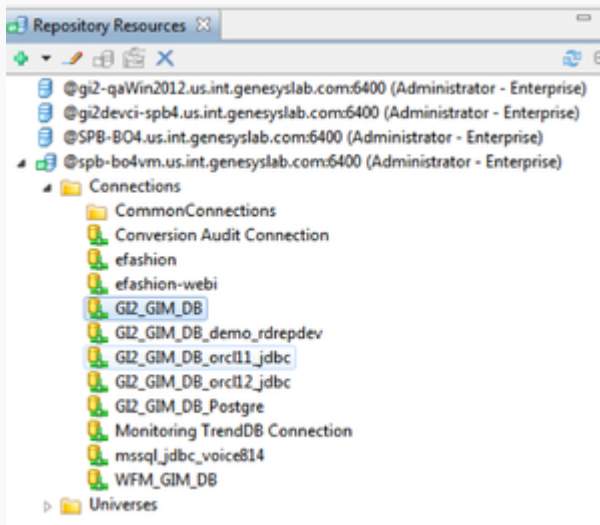 Repository Resources
@gi2-qaWin2012.us.int.genesyslab.com:6400 (Administrator - Enterprise)
@gi2devci-spb4.us.int.genesyslab.com:6400 (Administrator - Enterprise)
@SPB-BO4.us.int.genesyslab.com:6400 (Administrator - Enterprise)
@spb-bo4vm.us.int.genesyslab.com:6400 (Administrator - Enterprise)
Connections
CommonConnections
Conversion Audit Connection
efashion
efashion-webi
GI2_GIM_DB
GI2_GIM_DB_demo_rdrepdev
GI2_GIM_DB_orcl11_jdbc
GI2_GIM_DB_orcl12_jdbc
GI2_GIM_DB_Postgre
Monitoring TrendDB Connection
mssql_jdbc_voice814
WFM_GIM_DB
Universes